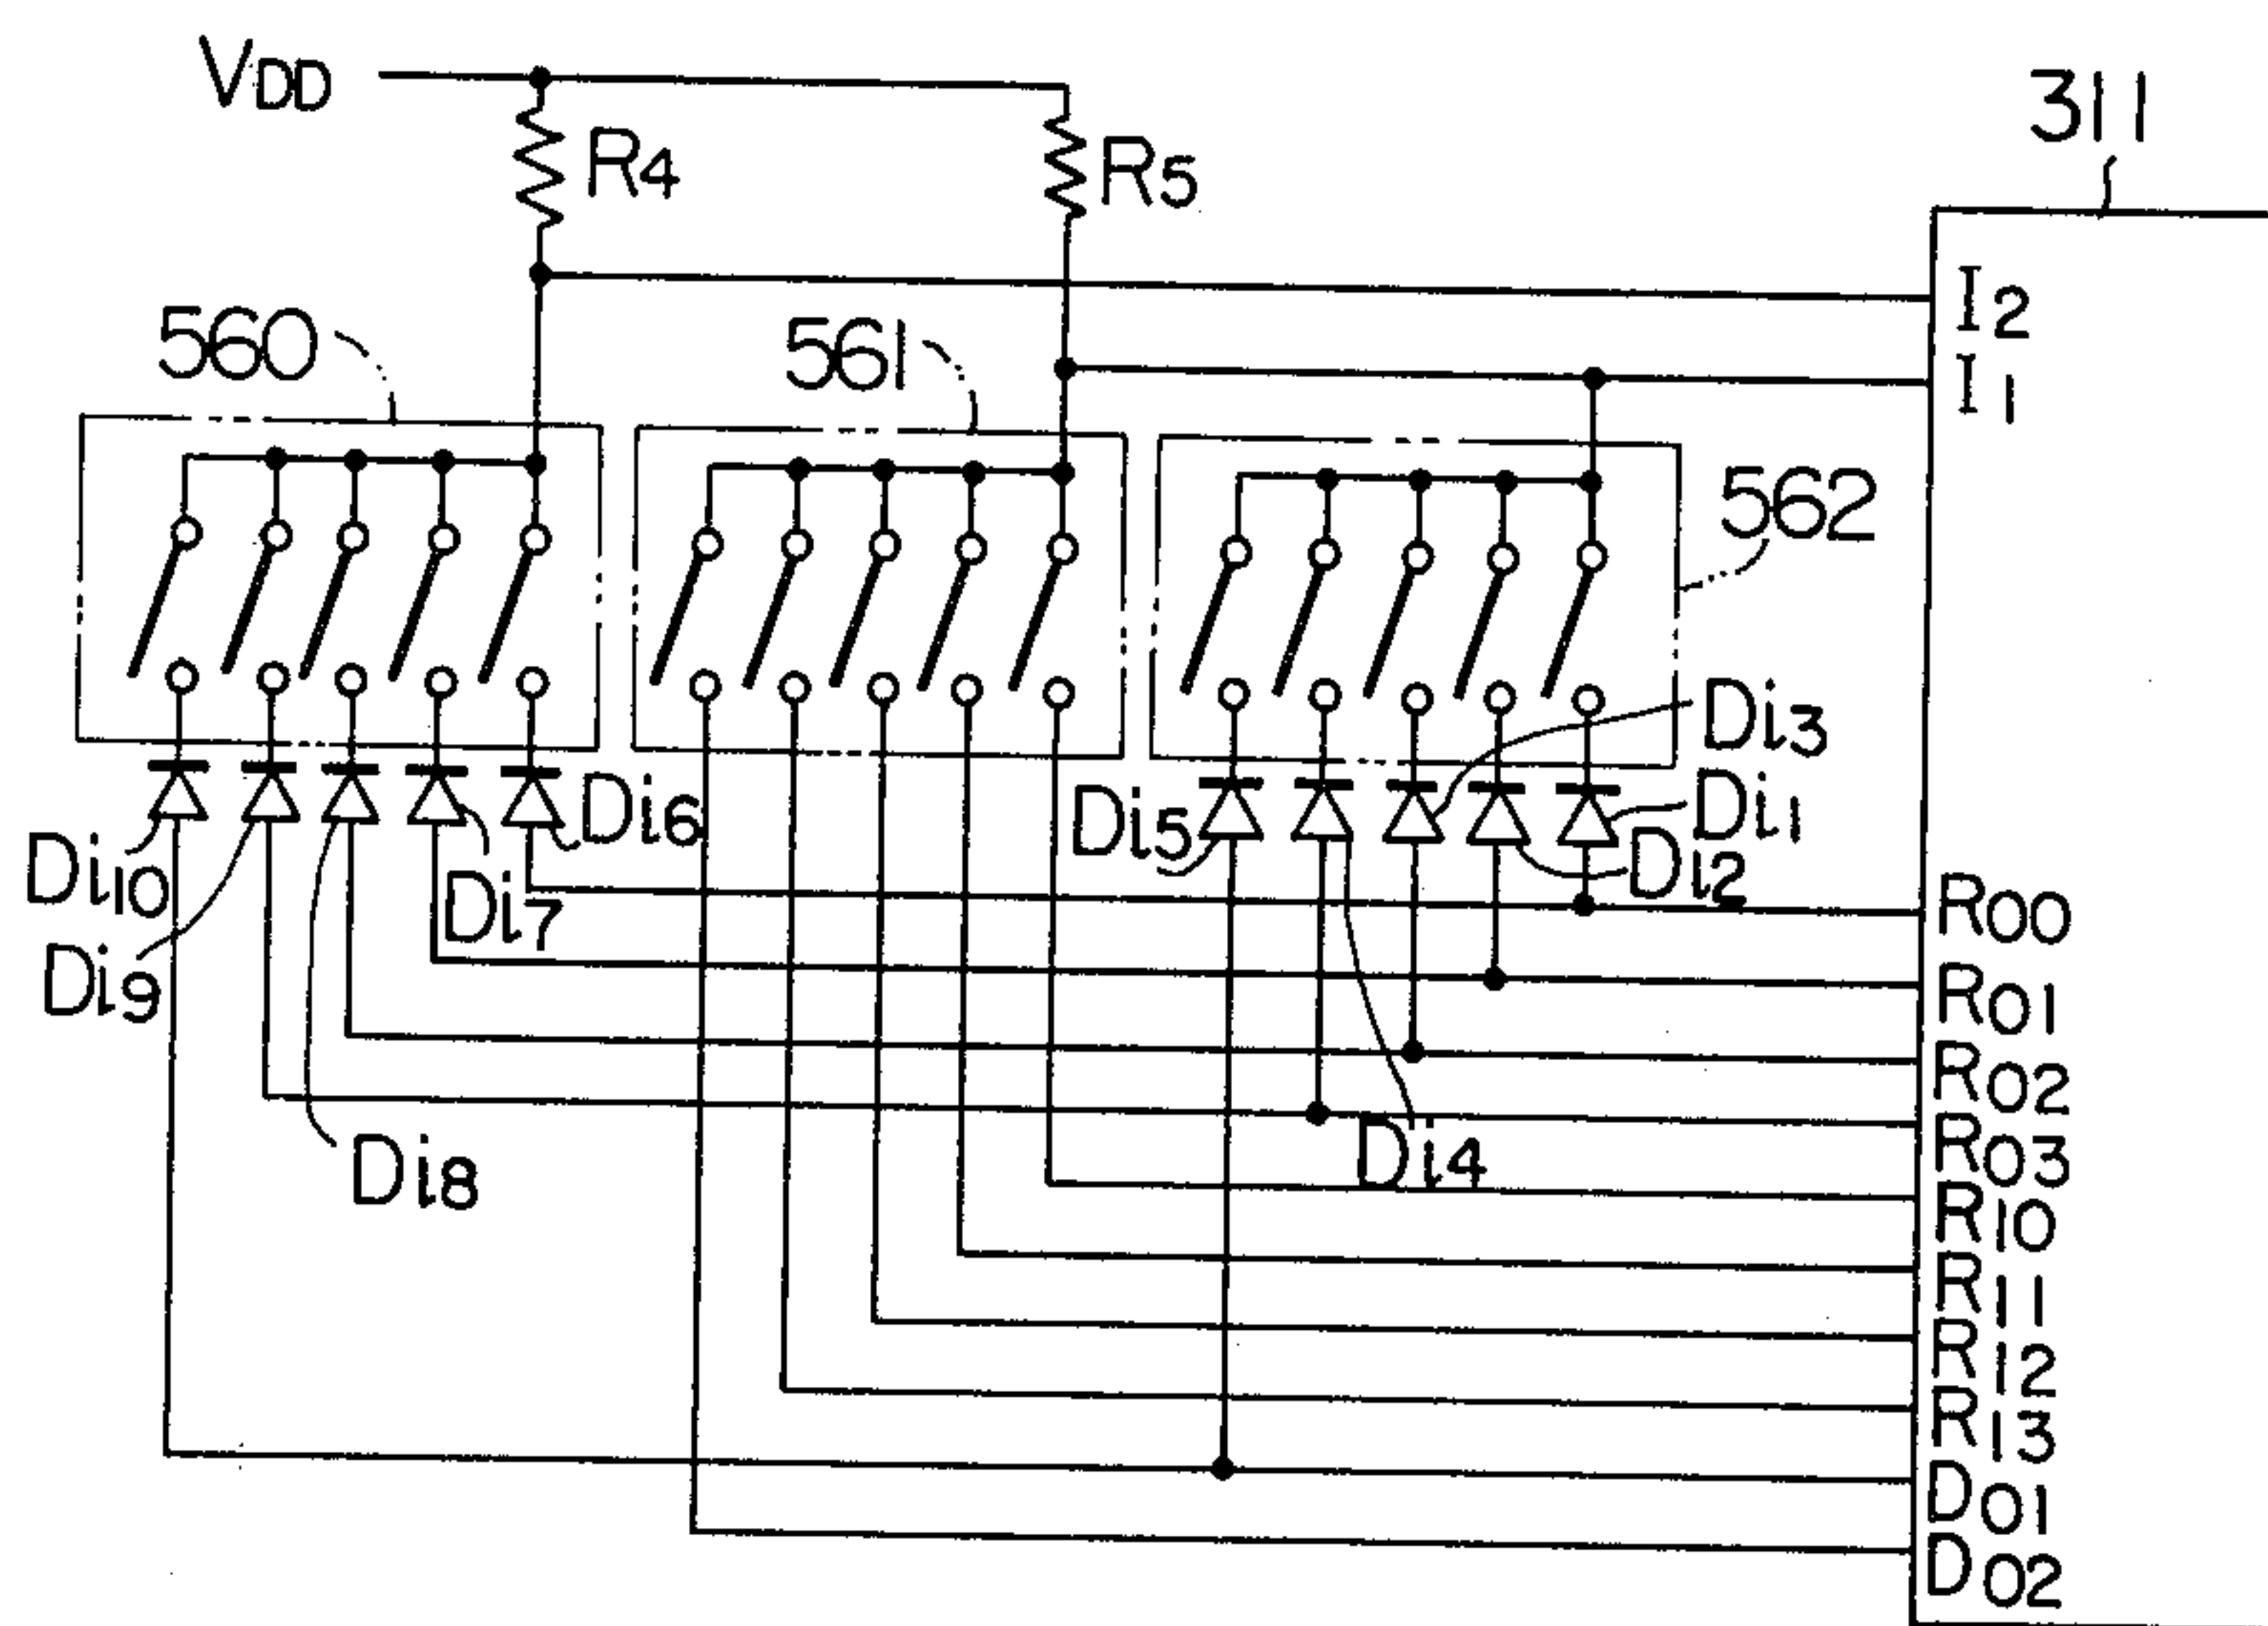 VDD
R4
R5
311
I2
I1
560
561
562
Di3
Di1
Di2
Di5
Di6
Di10
Di7
Di9
Di8
Di4
R00
R01
R02
R03
R10
R11
R12
R13
D01
D02